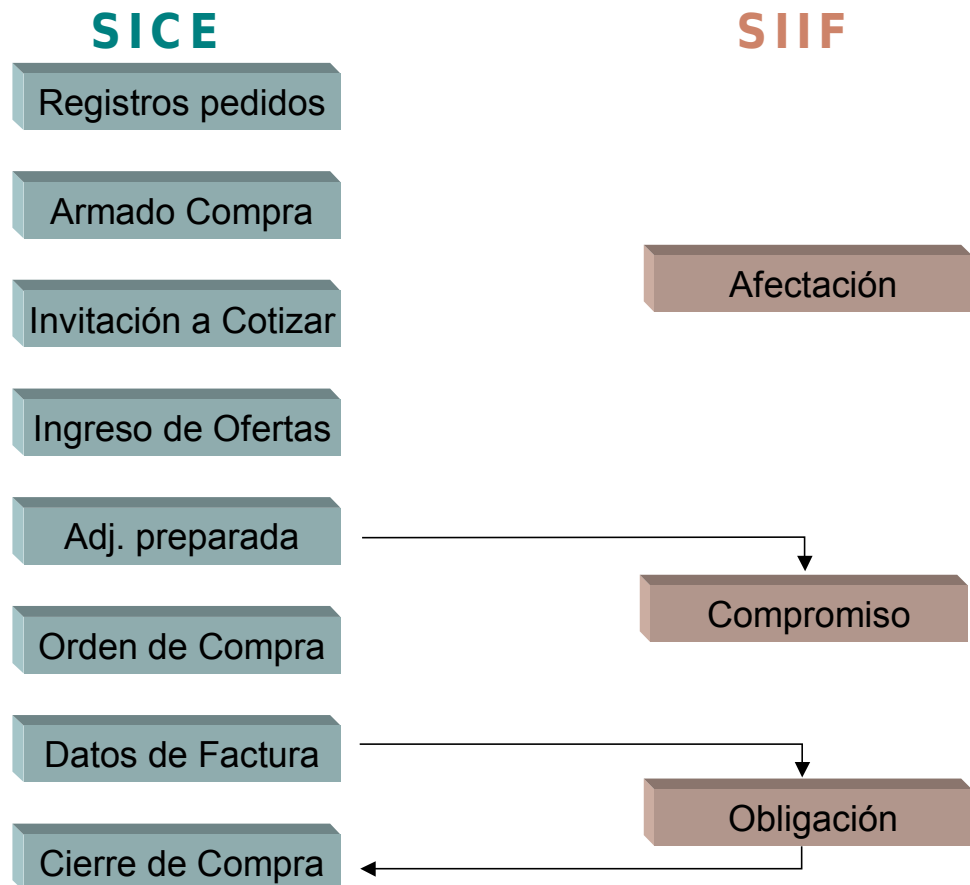 SICE
SIIF
Registros pedidos
Armado Compra
Afectación
Invitación a Cotizar
Ingreso de Ofertas
Adj. preparada
Compromiso
Orden de Compra
Datos de Factura
Obligación
Cierre de Compra